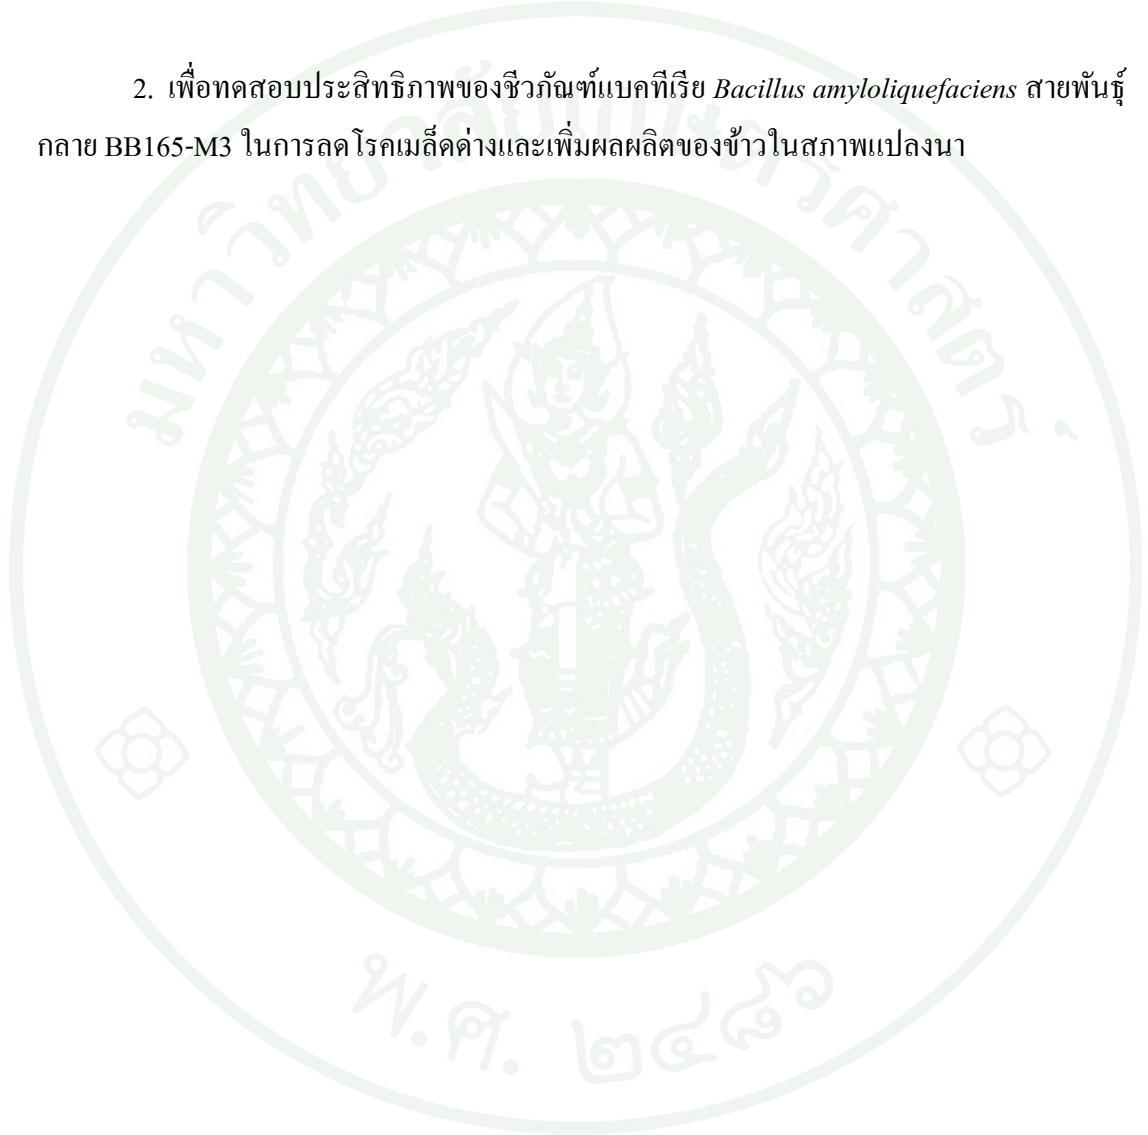 2. เพื่อทดสอบประสิทธิภาพของชีวภัณฑ์แบคทีเรีย Bacillus amyloliquefaciens สายพันธุ์
กลาย BB165-M3 ในการลดโรคเมล็ดด่างและเพิ่มผลผลิตของข้าวในสภาพแปลงนา
มหาวิทยาลัยเกษตรศาสตร์
พ.ศ. ๒๔๘๖